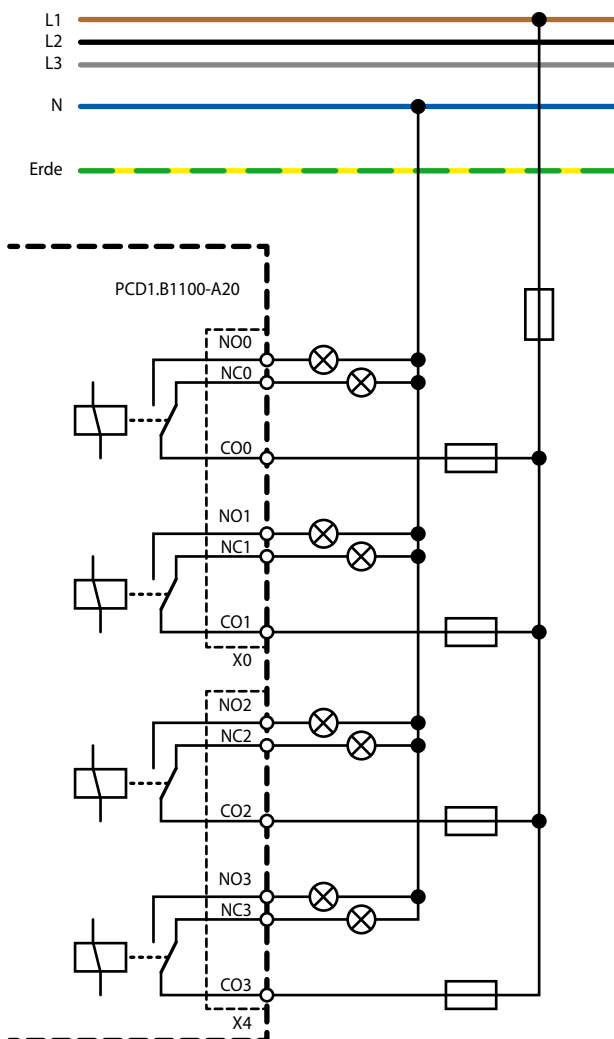 L1
L2
L3
N
Erde
PCD1.B1100-A20
NO0
NC0
CO0
NO1
NC1
CO1
X0
NO2
NC2
CO2
NO3
NC3
CO3
X4